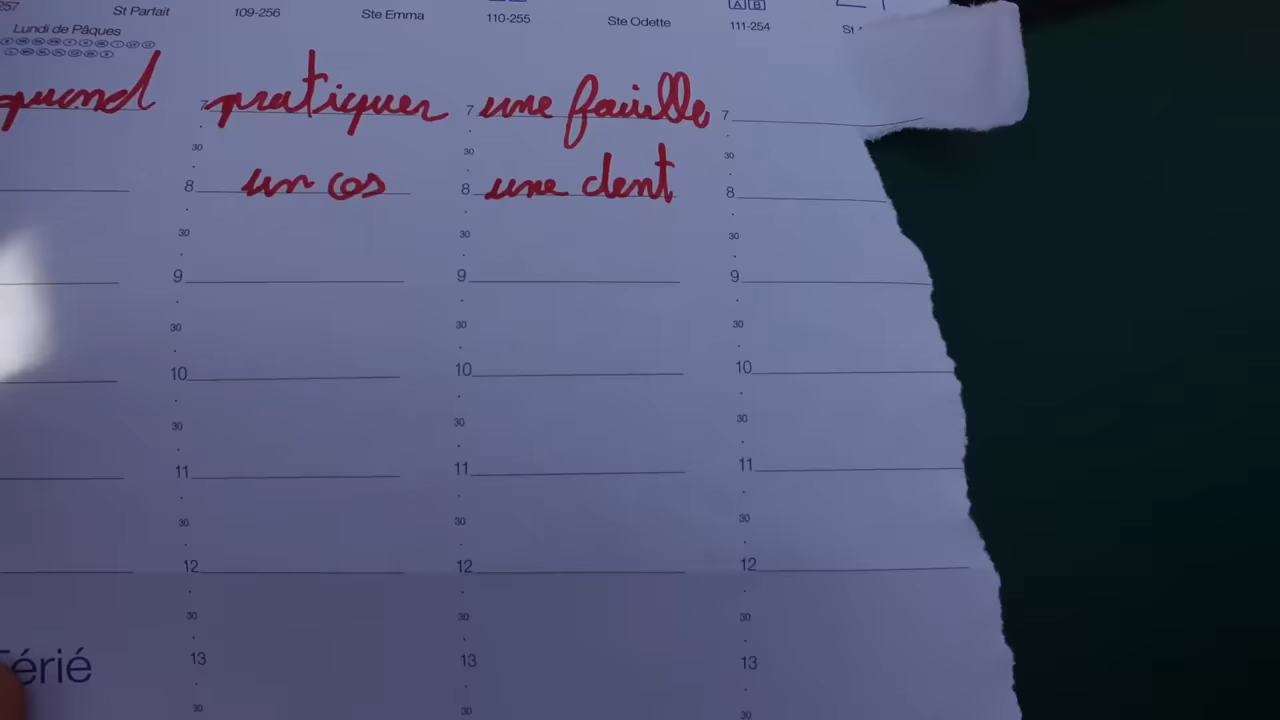 257 St Parfait 109-256 Ste Emma 110-255 Ste Odette A B 111-254 St
Lundi de Pâques
quand pratiquer une faille
un cas une dent
7 7 7
30 30 30
8 8 8
30 30 30
9 9 9
30 30 30
10 10 10
30 30 30
11 11 11
30 30 30
12 12 12
30 30 30
Férié 13 13 13
30 30 30